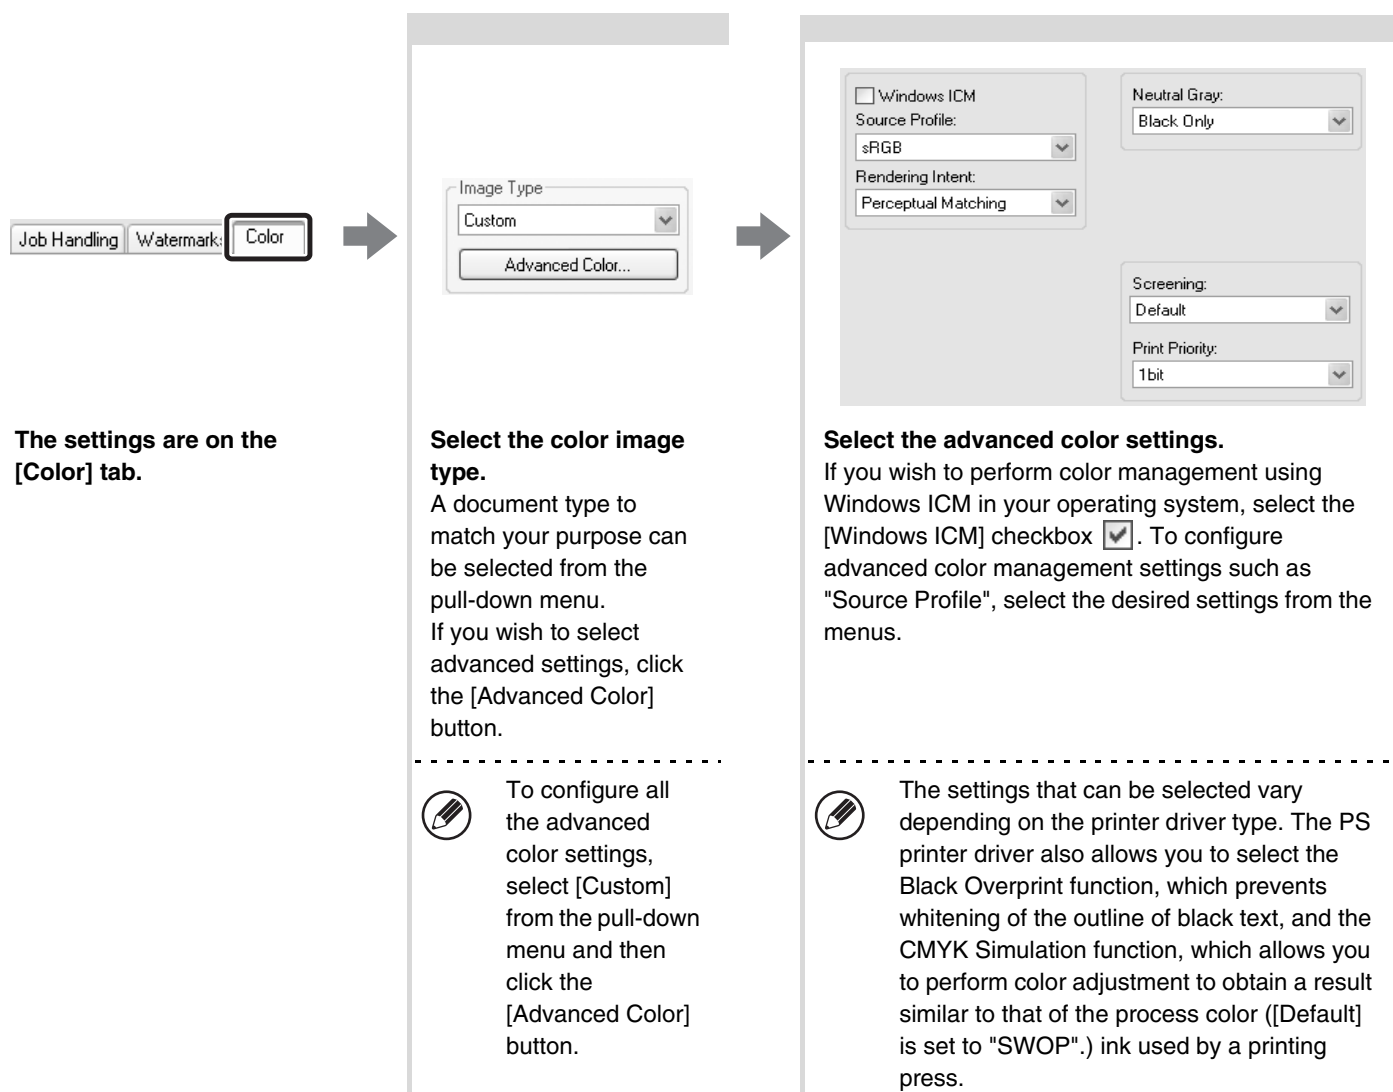 Job Handling
Watermark
Color
The settings are on the
[Color] tab.
Image Type
Custom
Advanced Color...
Select the color image
type.
A document type to
match your purpose can
be selected from the
pull-down menu.
If you wish to select
advanced settings, click
the [Advanced Color]
button.
To configure all
the advanced
color settings,
select [Custom]
from the pull-down
menu and then
click the
[Advanced Color]
button.
Windows ICM
Source Profile:
sRGB
Rendering Intent:
Perceptual Matching
Neutral Gray:
Black Only
Screening:
Default
Print Priority:
1bit
Select the advanced color settings.
If you wish to perform color management using
Windows ICM in your operating system, select the
[Windows ICM] checkbox . To configure
advanced color management settings such as
"Source Profile", select the desired settings from the
menus.
The settings that can be selected vary
depending on the printer driver type. The PS
printer driver also allows you to select the
Black Overprint function, which prevents
whitening of the outline of black text, and the
CMYK Simulation function, which allows you
to perform color adjustment to obtain a result
similar to that of the process color ([Default]
is set to "SWOP".) ink used by a printing
press.